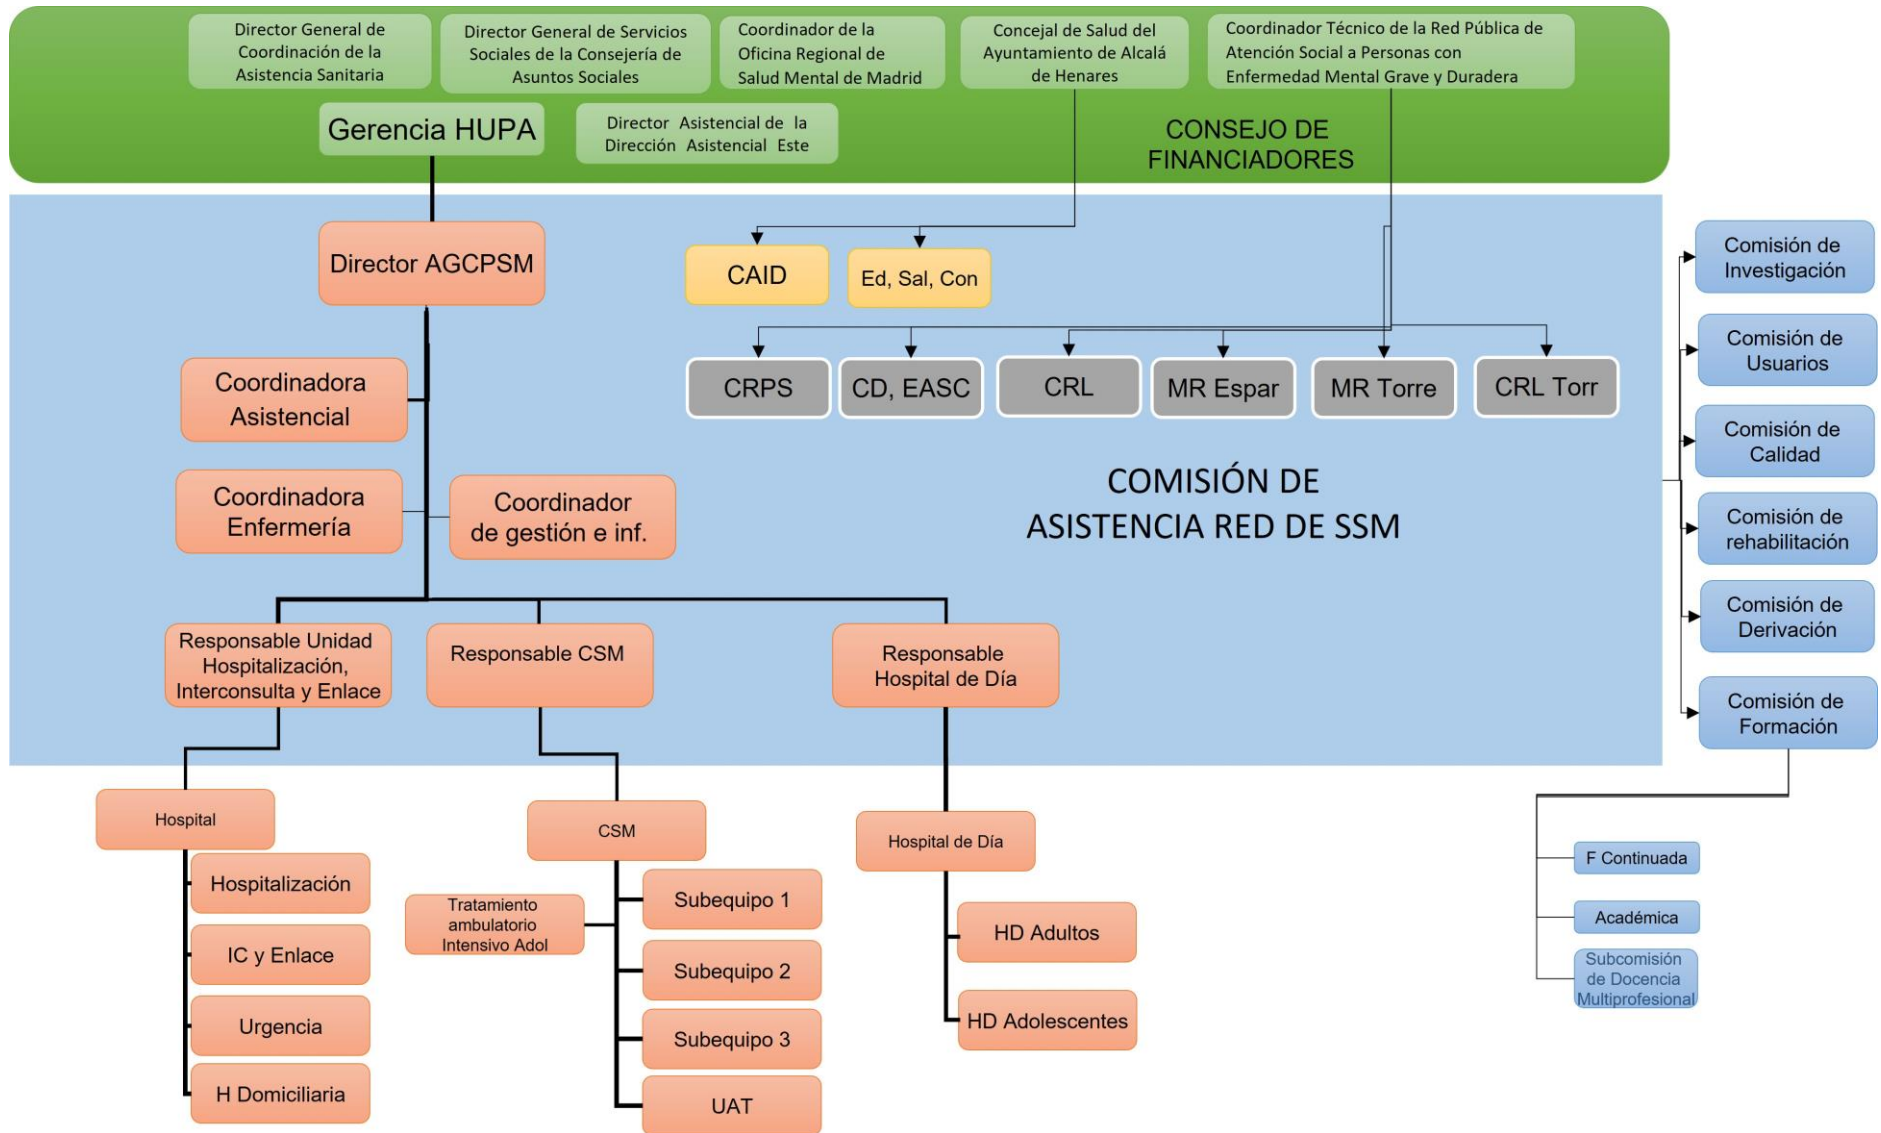 Director General de
Coordinación de la
Asistencia Sanitaria
Director General de Servicios
Sociales de la Consejería de
Asuntos Sociales
Coordinador de la
Oficina Regional de
Salud Mental de Madrid
Concejal de Salud del
Ayuntamiento de Alcalá
de Henares
Coordinador Técnico de la Red Pública de
Atención Social a Personas con
Enfermedad Mental Grave y Duradera
Gerencia HUPA
Director Asistencial de la
Dirección Asistencial Este
CONSEJO DE
FINANCIADORES
Director AGCPSM
CAID
Ed, Sal, Con
CRPS
CD, EASC
CRL
MR Espar
MR Torre
CRL Torr
Coordinadora
Asistencial
Coordinadora
Enfermería
Coordinador
de gestión e inf.
COMISIÓN DE
ASISTENCIA RED DE SSM
Comisión de
Investigación
Comisión de
Usuarios
Comisión de
Calidad
Comisión de
rehabilitación
Comisión de
Derivación
Comisión de
Formación
Responsable Unidad
Hospitalización,
Interconsulta y Enlace
Responsable CSM
Responsable
Hospital de Día
Hospital
Hospitalización
IC y Enlace
Urgencia
H Domiciliaria
CSM
Tratamiento
ambulatorio
Intensivo Adol
Subequipo 1
Subequipo 2
Subequipo 3
UAT
Hospital de Día
HD Adultos
HD Adolescentes
F Continuada
Académica
Subcomisión
de Docencia
Multiprofesional